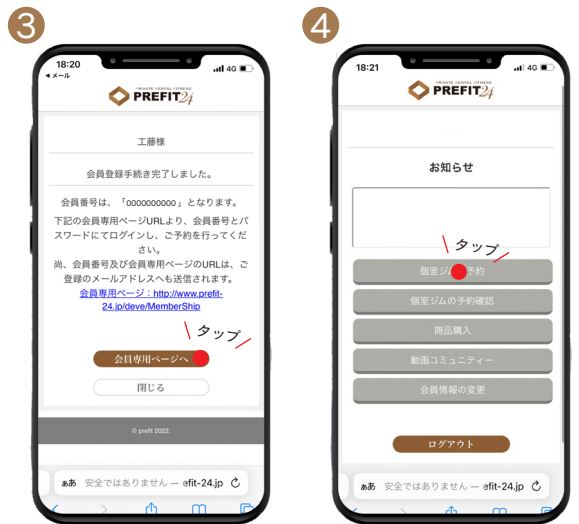 3
18:20
4G
◀ メール
PRIVATE RENTAL FITNESS
PREFIT24
工藤様
会員登録手続き完了しました。
会員番号は、「0000000000」となります。
下記の会員専用ページURLより、会員番号とパ
スワードにてログインし、ご予約を行ってくだ
さい。
尚、会員番号及び会員専用ページのURLは、ご
登録のメールアドレスへも送信されます。
会員専用ページ：http://www.prefit-
24.jp/deve/MemberShip
タップ
会員専用ページへ
閉じる
© prefit 2022.
ぁあ 安全ではありません — efit-24.jp
4
18:21
4G
PRIVATE RENTAL FITNESS
PREFIT24
お知らせ
タップ
個室ジム 予約
個室ジムの予約確認
商品購入
動画コミュニティー
会員情報の変更
ログアウト
ぁあ 安全ではありません — efit-24.jp